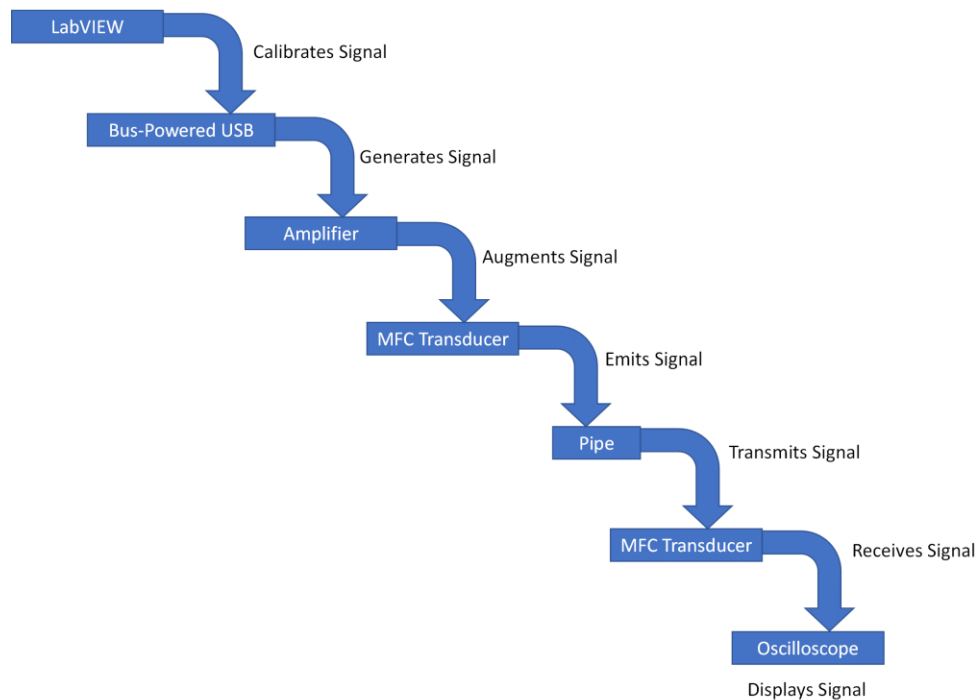 LabVIEW
Calibrates Signal
Bus-Powered USB
Generates Signal
Amplifier
Augments Signal
MFC Transducer
Emits Signal
Pipe
Transmits Signal
MFC Transducer
Receives Signal
Oscilloscope
Displays Signal